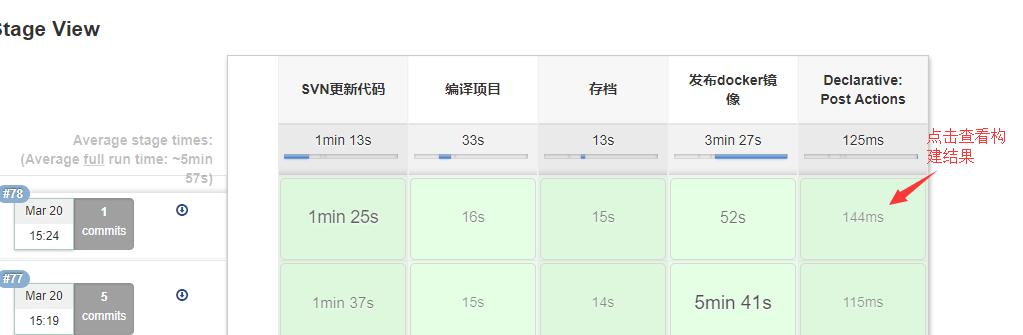 Stage View
SVN更新代码
编译项目
存档
发布docker镜
像
Declarative:
Post Actions
Average stage times:
(Average full run time: ~5min
57s)
1min 13s
33s
13s
3min 27s
125ms
点击查看构
建结果
#78
Mar 20
15:24
1
commits
1min 25s
16s
15s
52s
144ms
#77
Mar 20
15:19
5
commits
1min 37s
15s
14s
5min 41s
115ms